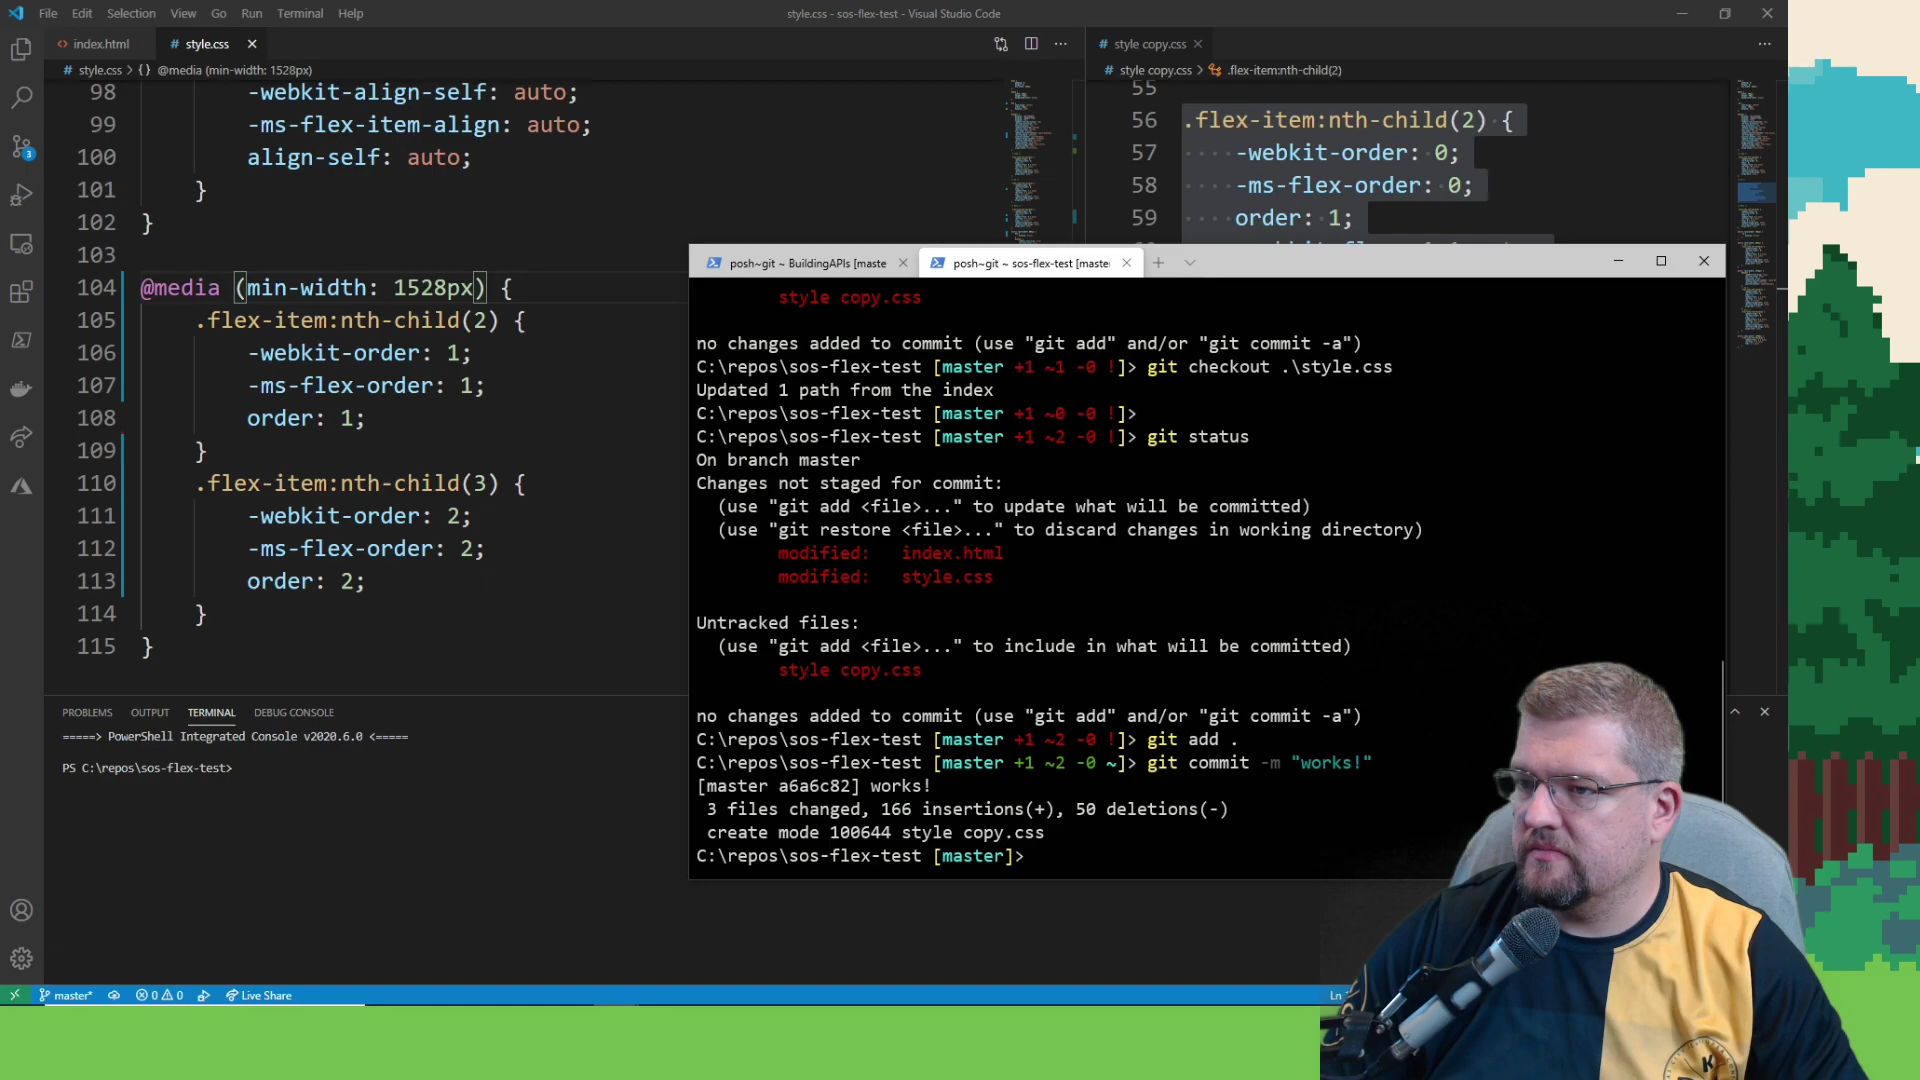 File Edit Selection View Go Run Terminal Help
style.css - sos-flex-test - Visual Studio Code
index.html
style.css
style.css > {} @media (min-width: 1528px)
98 -webkit-align-self: auto;
99 -ms-flex-item-align: auto;
100 align-self: auto;
101 }
102 }
103
104 @media (min-width: 1528px) {
105 .flex-item:nth-child(2) {
106 -webkit-order: 1;
107 -ms-flex-order: 1;
108 order: 1;
109 }
110 .flex-item:nth-child(3) {
111 -webkit-order: 2;
112 -ms-flex-order: 2;
113 order: 2;
114 }
115 }
# style copy.css
# style copy.css > .flex-item:nth-child(2)
55
56 .flex-item:nth-child(2) {
57 -webkit-order: 0;
58 -ms-flex-order: 0;
59 order: 1;
posh~git ~ BuildingAPIs [maste
posh~git ~ sos-flex-test [master
style copy.css
no changes added to commit (use "git add" and/or "git commit -a")
C:\repos\sos-flex-test [master +1 ~1 -0 !]> git checkout .\style.css
Updated 1 path from the index
C:\repos\sos-flex-test [master +1 ~0 -0 !]>
C:\repos\sos-flex-test [master +1 ~2 -0 !]> git status
On branch master
Changes not staged for commit:
(use "git add <file>..." to update what will be committed)
(use "git restore <file>..." to discard changes in working directory)
modified: index.html
modified: style.css
Untracked files:
(use "git add <file>..." to include in what will be committed)
style copy.css
no changes added to commit (use "git add" and/or "git commit -a")
C:\repos\sos-flex-test [master +1 ~2 -0 !]> git add .
C:\repos\sos-flex-test [master +1 ~2 -0 ~]> git commit -m "works!"
[master a6a6c82] works!
3 files changed, 166 insertions(+), 50 deletions(-)
create mode 100644 style copy.css
C:\repos\sos-flex-test [master]>
PROBLEMS OUTPUT TERMINAL DEBUG CONSOLE
=====> PowerShell Integrated Console v2020.6.0 <=====
PS C:\repos\sos-flex-test>
3
master* 0 0 Live Share
Ln
K